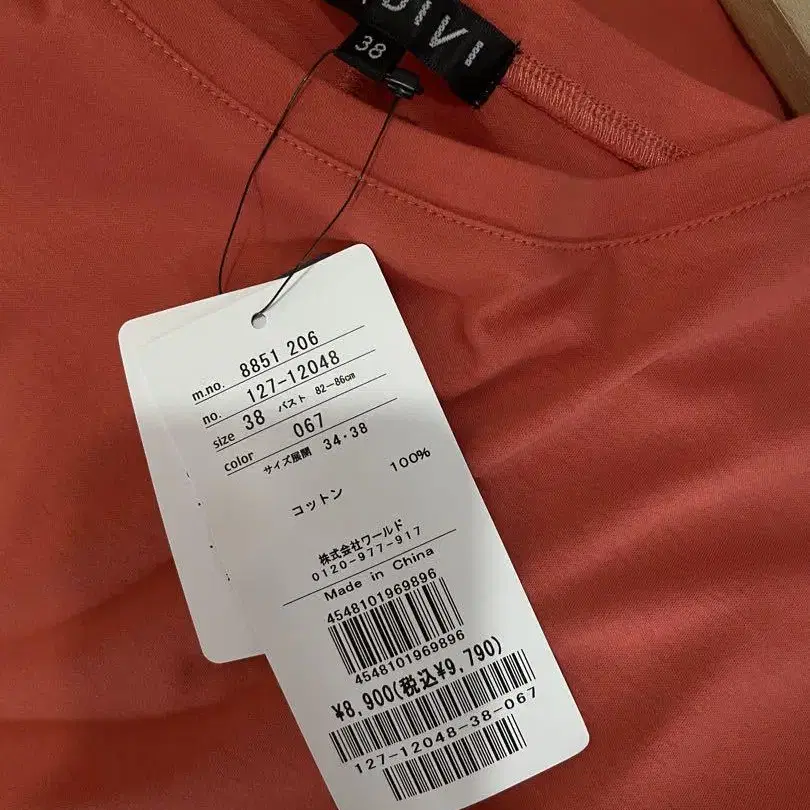 38
m.no. 8851 206
no. 127-12048
size 38 バスト 82-86cm
color 067
サイズ展開 34・38
コットン 100%
株式会社ワールド
0120-977-917
Made in China
4548101969896
4548101969896
¥8,900(税込¥9,790)
127-12048-38-067